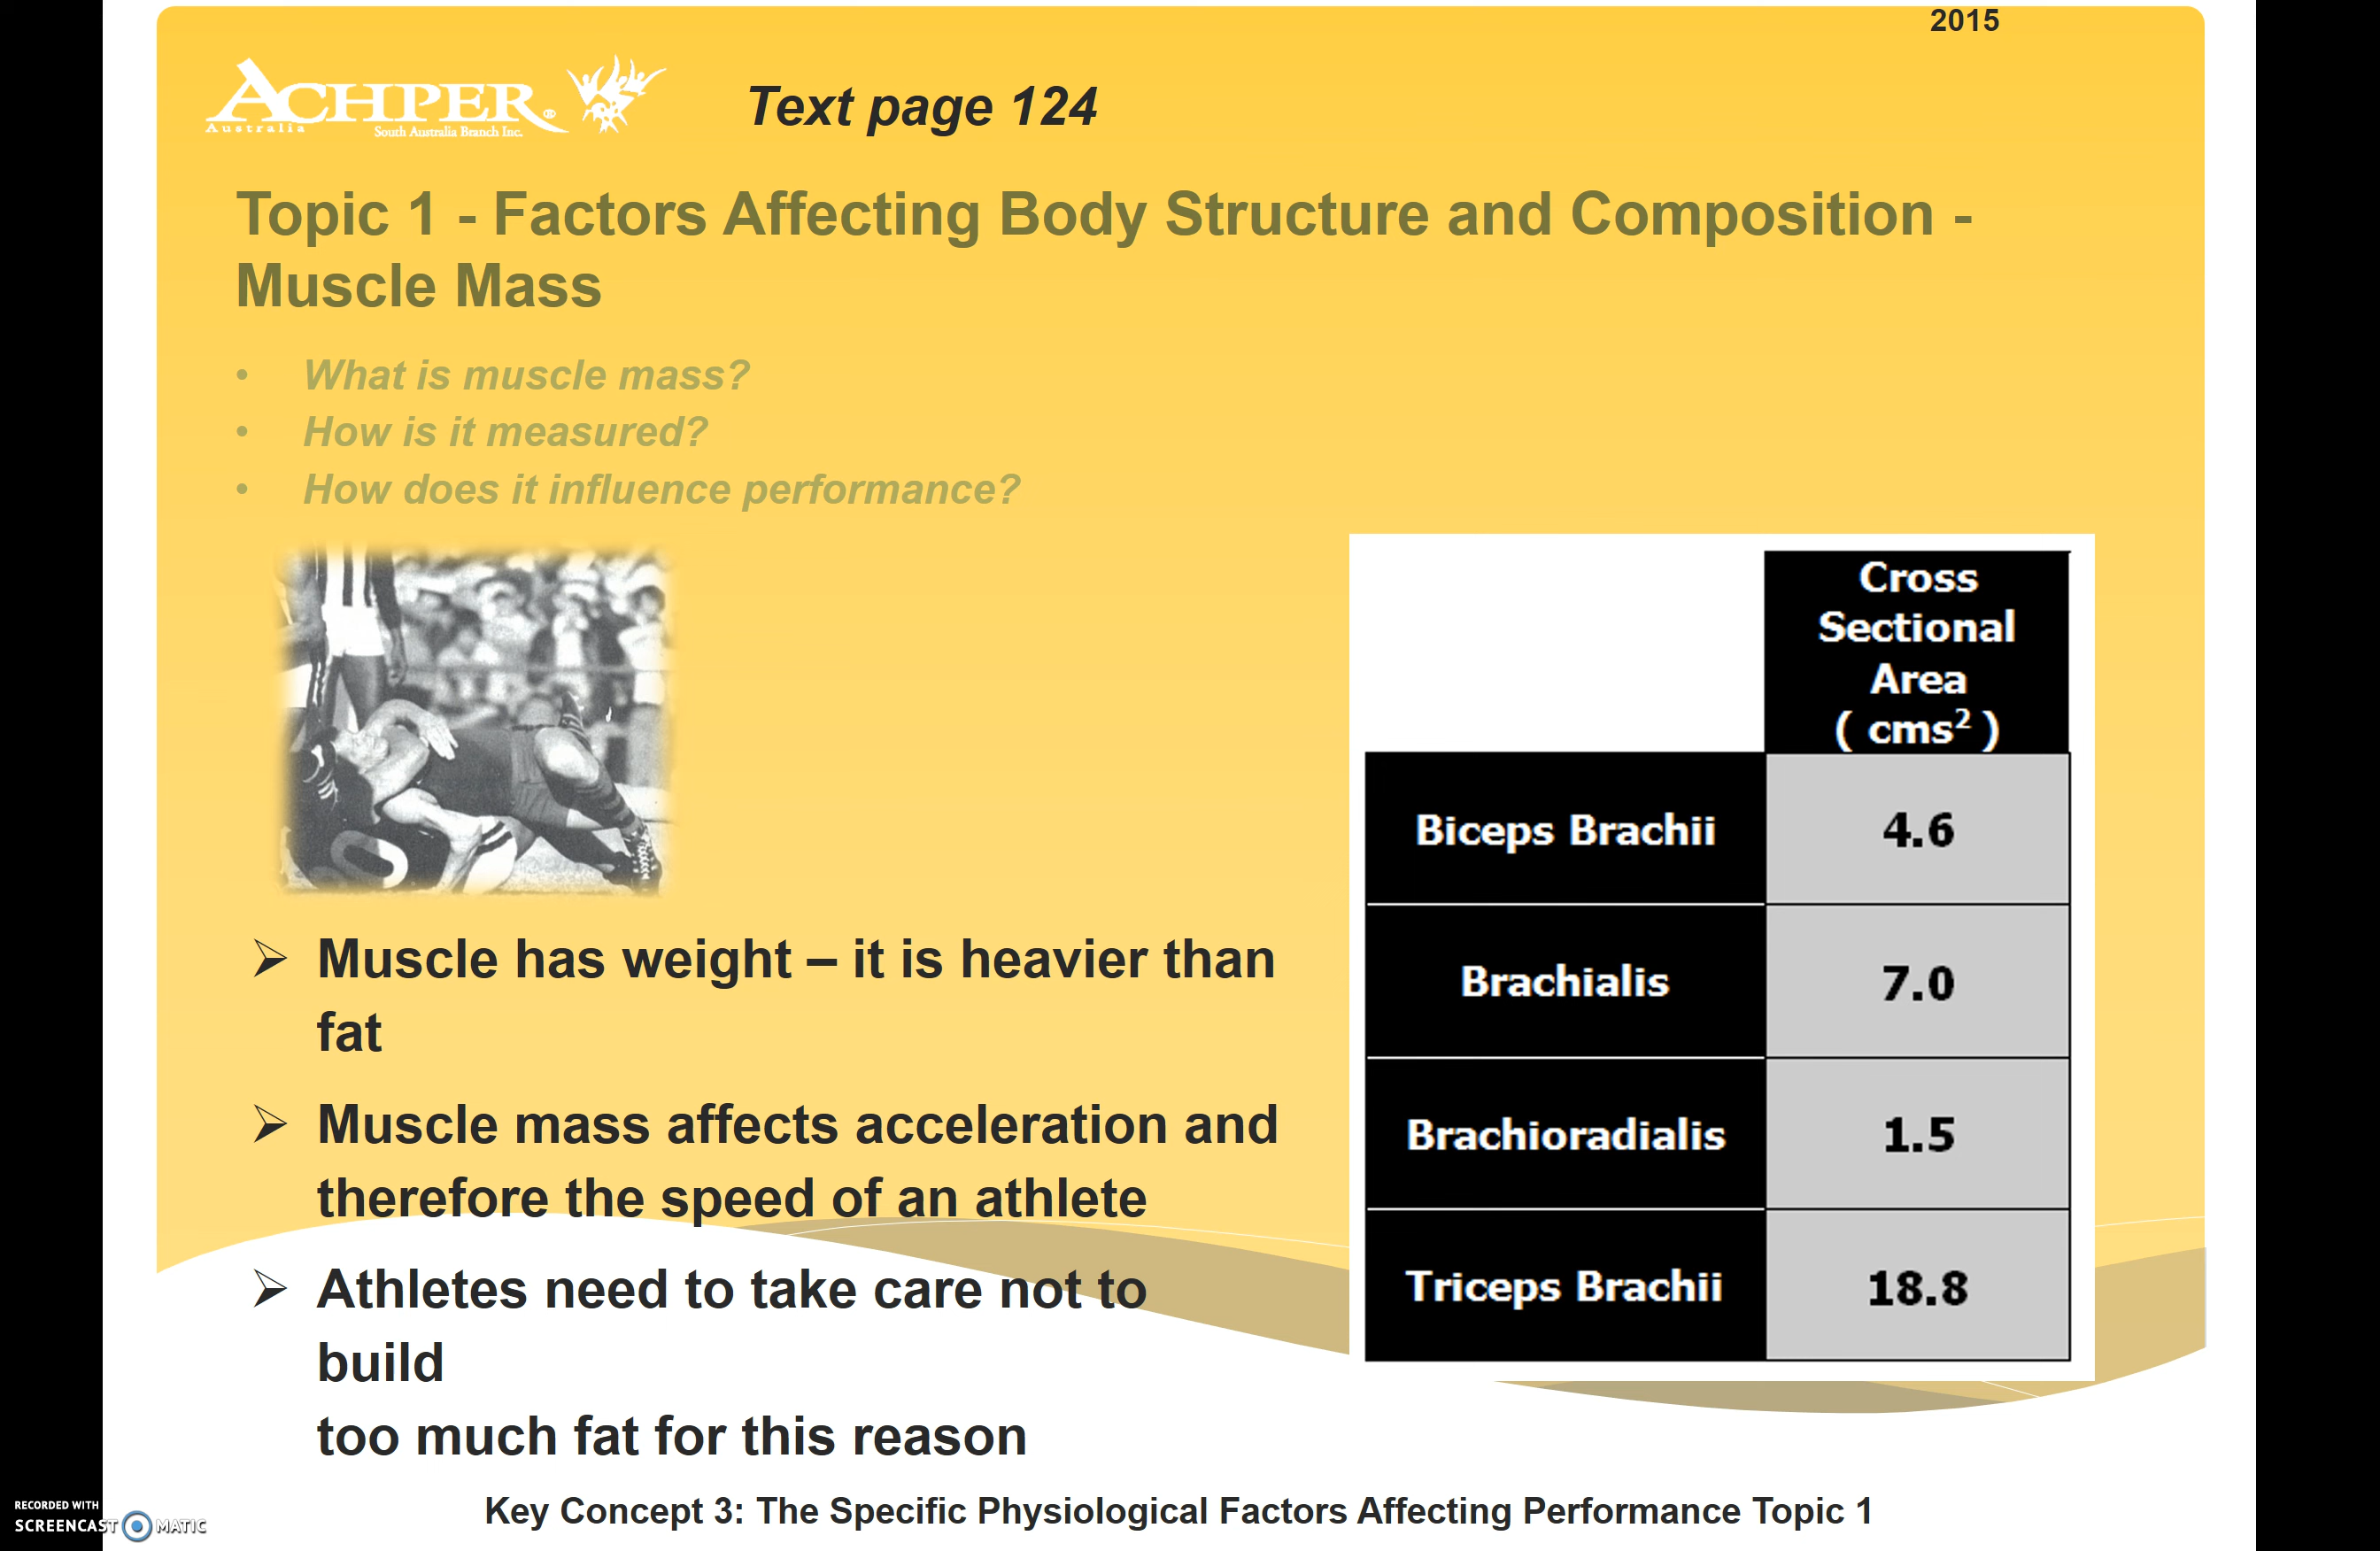 2015
ACHPER®
Australia
South Australia Branch Inc.
Text page 124
Topic 1 - Factors Affecting Body Structure and Composition -
Muscle Mass
• What is muscle mass?
• How is it measured?
• How does it influence performance?
Cross
Sectional
Area
( cms² )
Biceps Brachii 4.6
Brachialis 7.0
Brachioradialis 1.5
Triceps Brachii 18.8
➢ Muscle has weight – it is heavier than
fat
➢ Muscle mass affects acceleration and
therefore the speed of an athlete
➢ Athletes need to take care not to
build
too much fat for this reason
Key Concept 3: The Specific Physiological Factors Affecting Performance Topic 1
RECORDED WITH
SCREENCAST MATIC